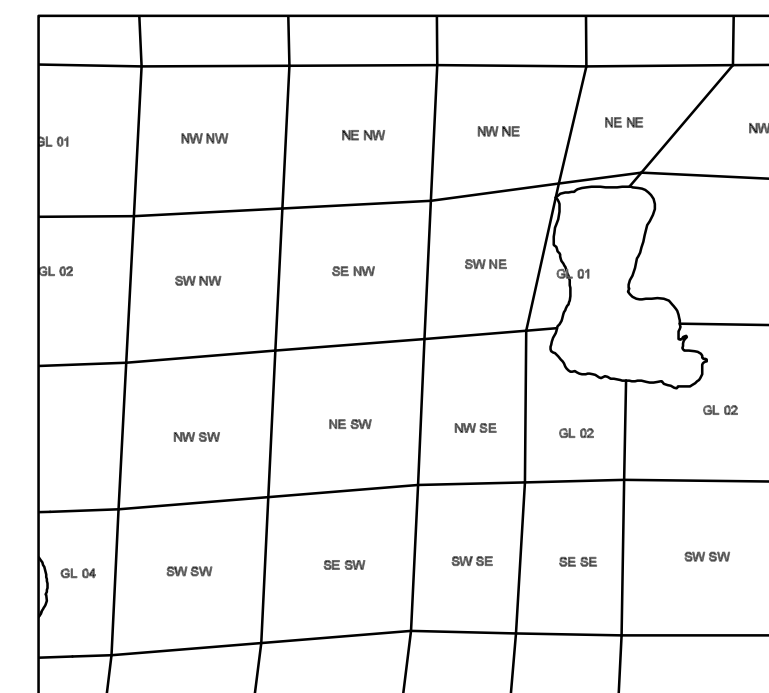 GL 01
NW NW
NE NW
NW NE
NE NE
NW
GL 02
SW NW
SE NW
SW NE
GL 01
NW SW
NE SW
NW SE
GL 02
GL 02
GL 04
SW SW
SE SW
SW SE
SE SE
SW SW